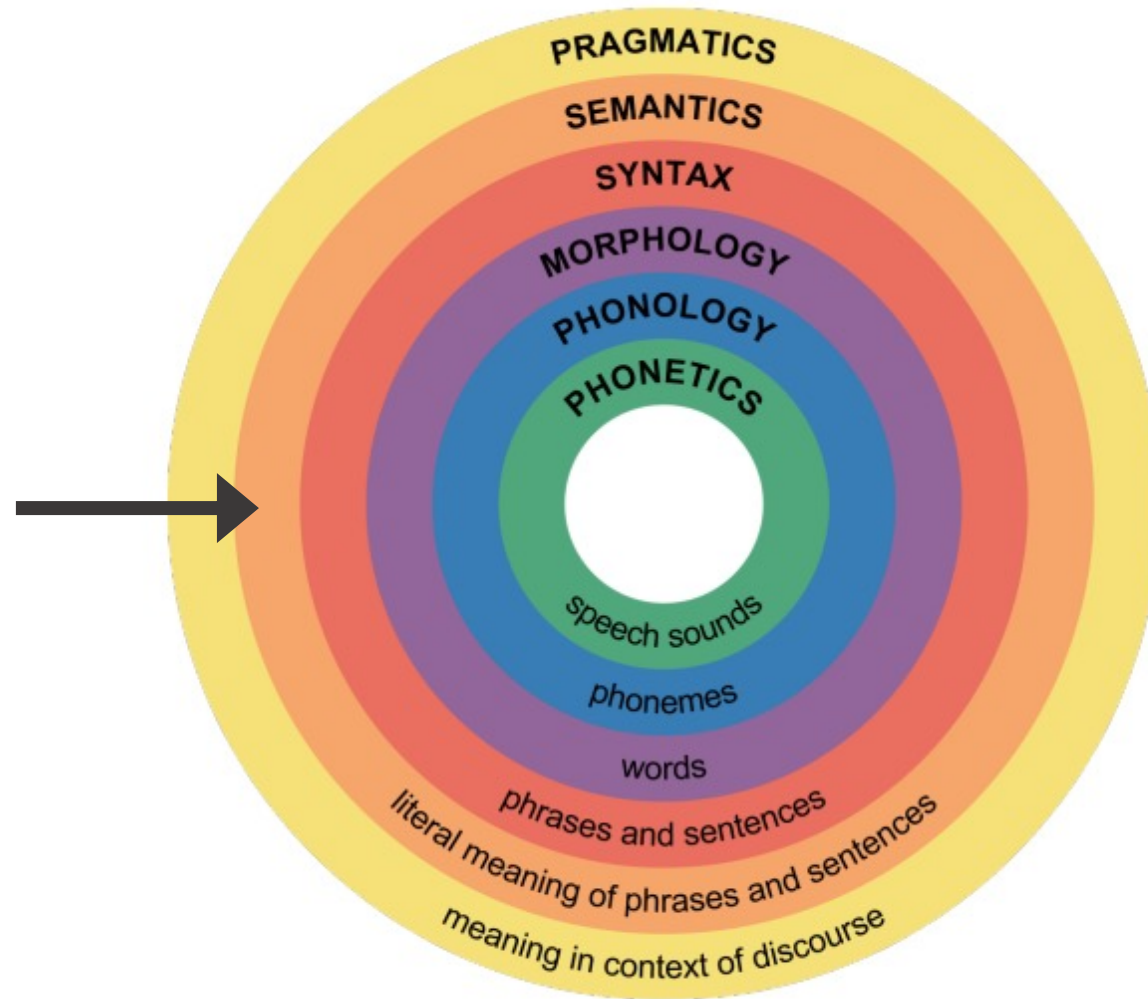 PRAGMATICS
SEMANTICS
SYNTAX
MORPHOLOGY
PHONOLOGY
PHONETICS
speech sounds
phonemes
words
phrases and sentences
literal meaning of phrases and sentences
meaning in context of discourse